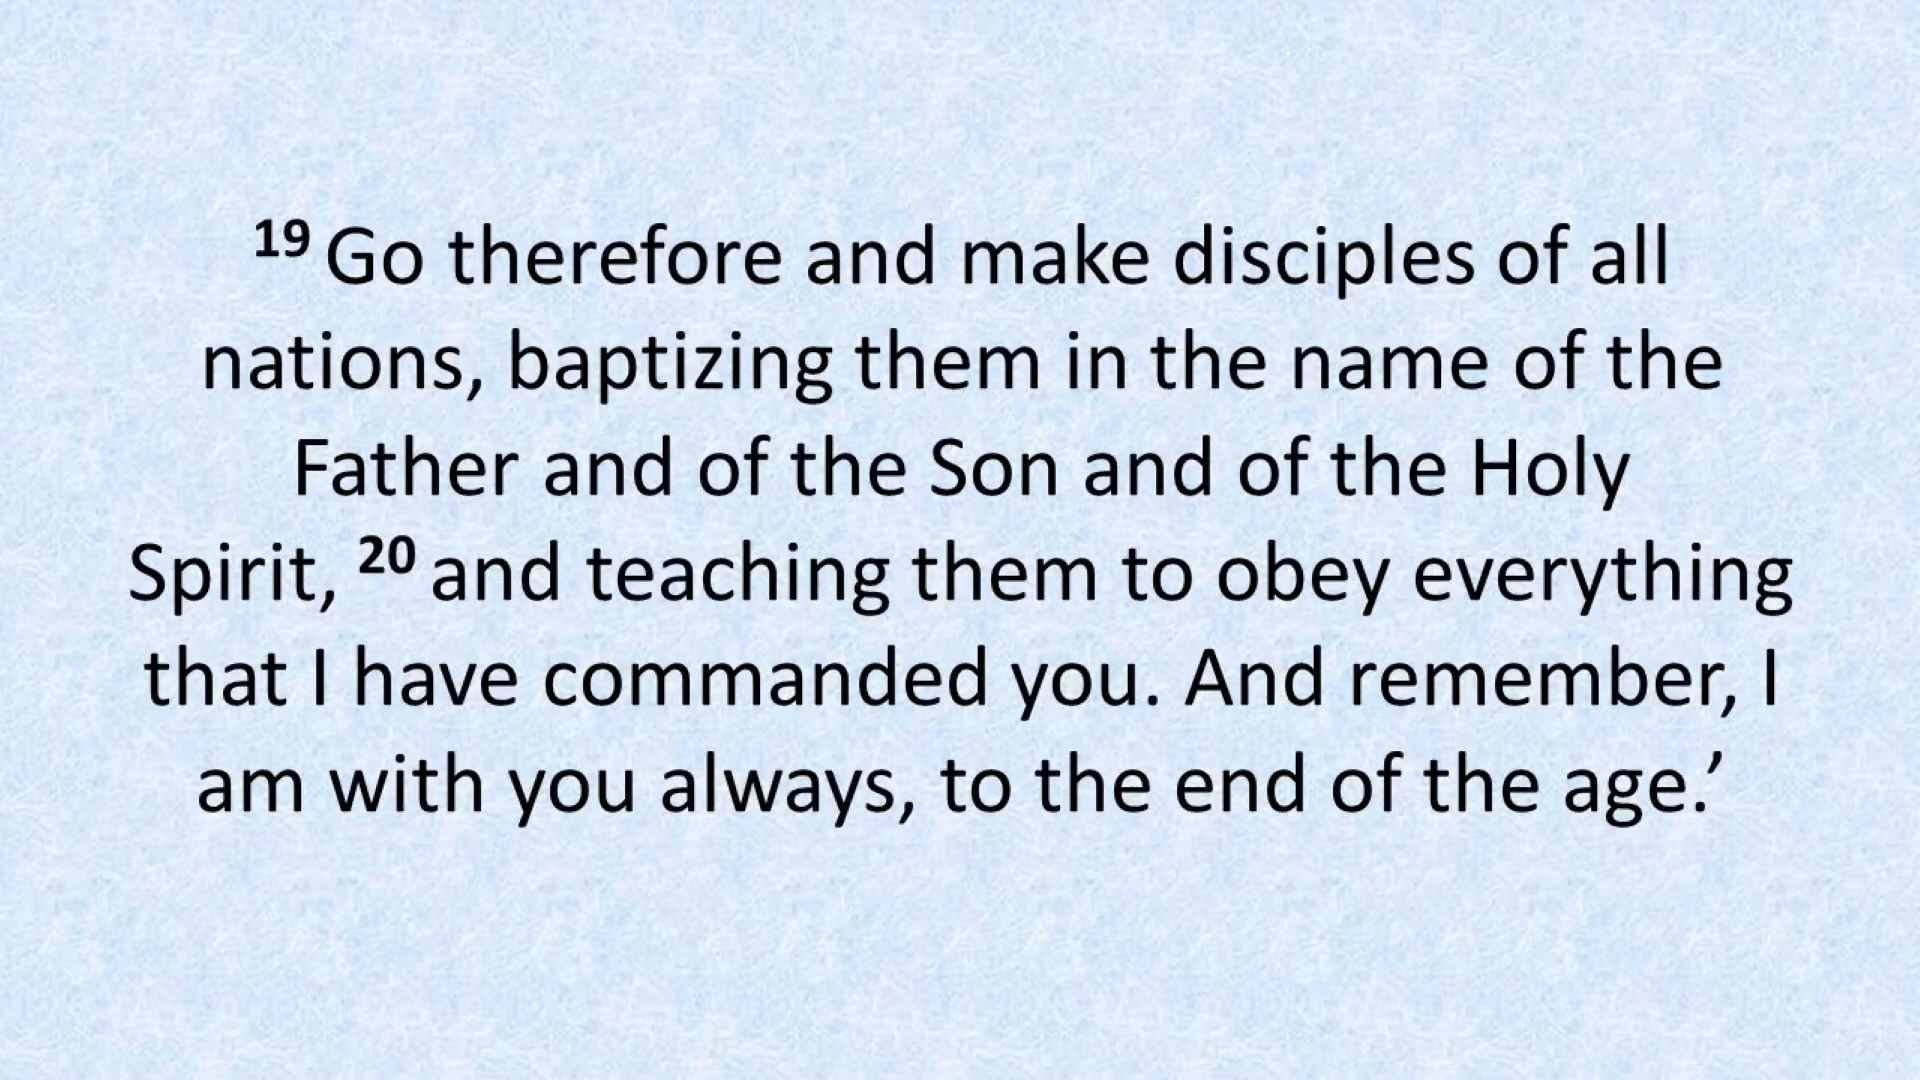 19 Go therefore and make disciples of all
nations, baptizing them in the name of the
Father and of the Son and of the Holy
Spirit, 20 and teaching them to obey everything
that I have commanded you. And remember, I
am with you always, to the end of the age.’